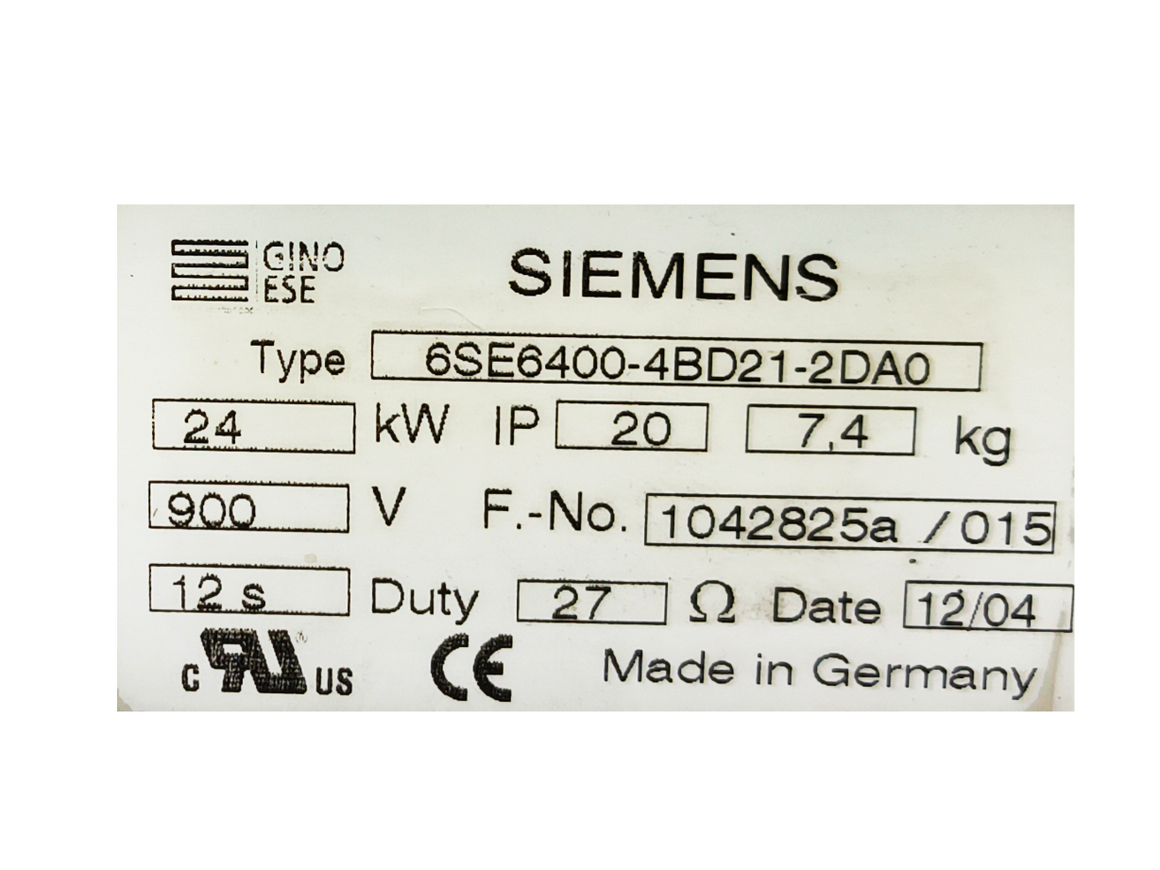 GINO
ESE
SIEMENS
Type 6SE6400-4BD21-2DA0
24 kW IP 20 7,4 kg
900 V F.-No. 1042825a /015
12 s Duty 27 Ω Date 12/04
c RU ® US CE Made in Germany